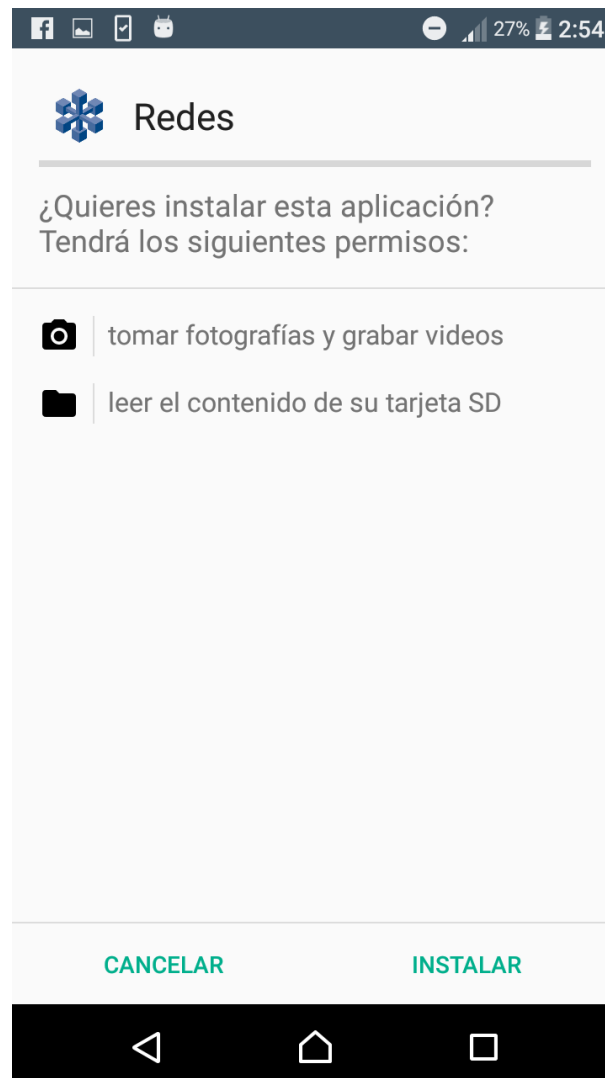 27% 2:54
Redes
¿Quieres instalar esta aplicación?
Tendrá los siguientes permisos:
tomar fotografías y grabar videos
leer el contenido de su tarjeta SD
CANCELAR INSTALAR